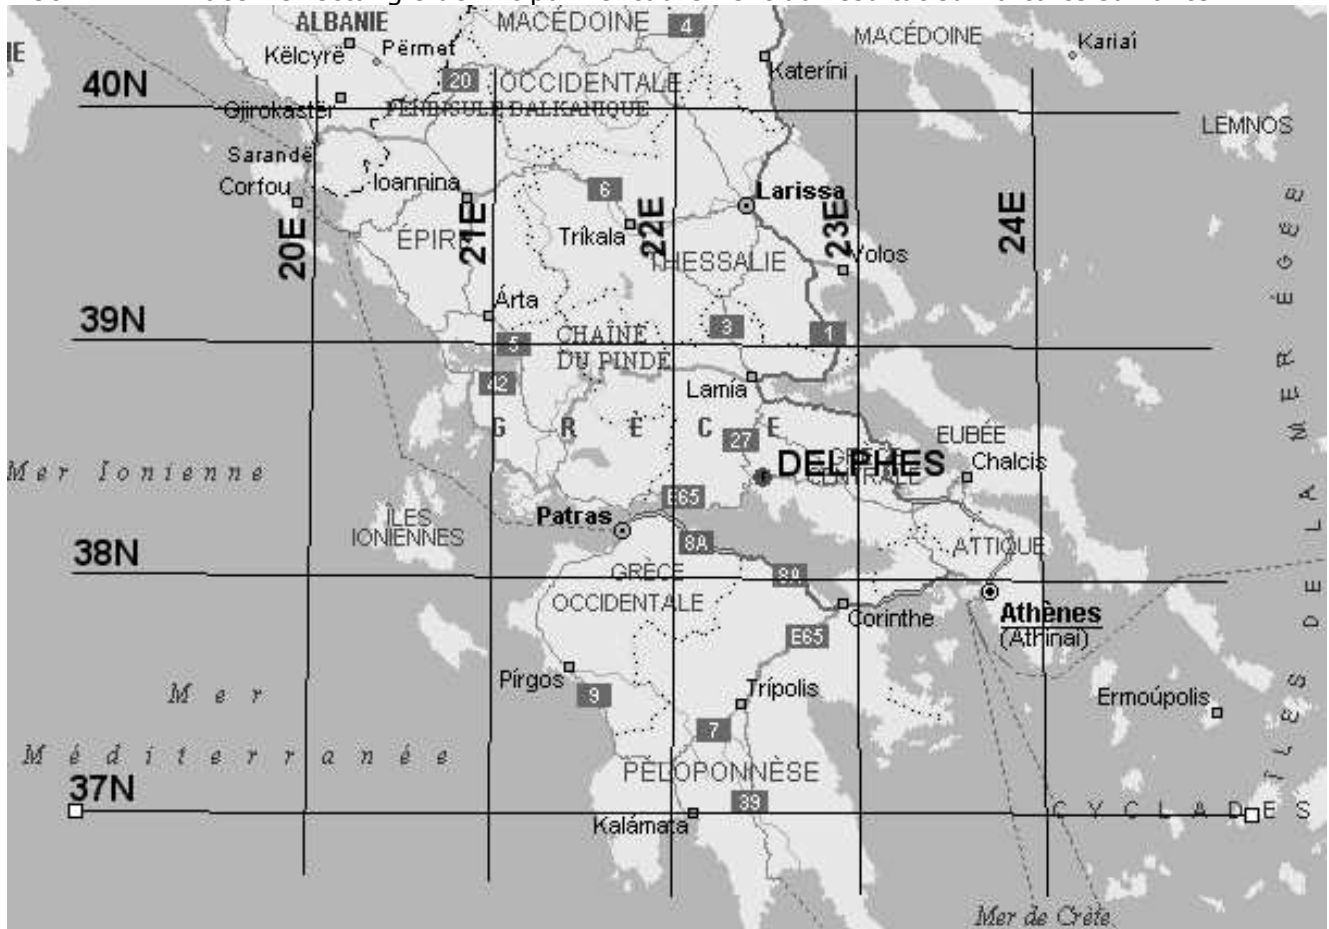 ALBANIE
MACÉDOINE
4
MACÉDOINE
Kariaí
Këlcyrë
Përmet
IE
Kateríni
40N
20
OCCIDENTALE
Gjirokastër
PÉNINSULE BALKANIQUE
LEMNOS
Sarandë
Corfou
Ioannina
6
Larissa
20E
21E
22E
23E
24E
ÉPIRE
Tríkala
THESSALIE
Volos
Árta
39N
5
CHAÎNE
DU PINDE
3
1
42
Lamía
G R È C E
27
EUBÉE
DELPHES
Chalcis
CENTRALE
Mer Ionienne
E65
Patras
ÎLES
IONIENNES
8A
ATTIQUE
38N
GRÈCE
OCCIDENTALE
8A
Corinthe
Athènes
(Athínai)
E65
Pírgos
9
Trípolis
Ermoúpolis
Mer
Méditerranée
7
PÉLOPONNÈSE
37N
39
Kalámata
CYCLADES
ÎLES DE LA MER ÉGÉE
Mer de Crète